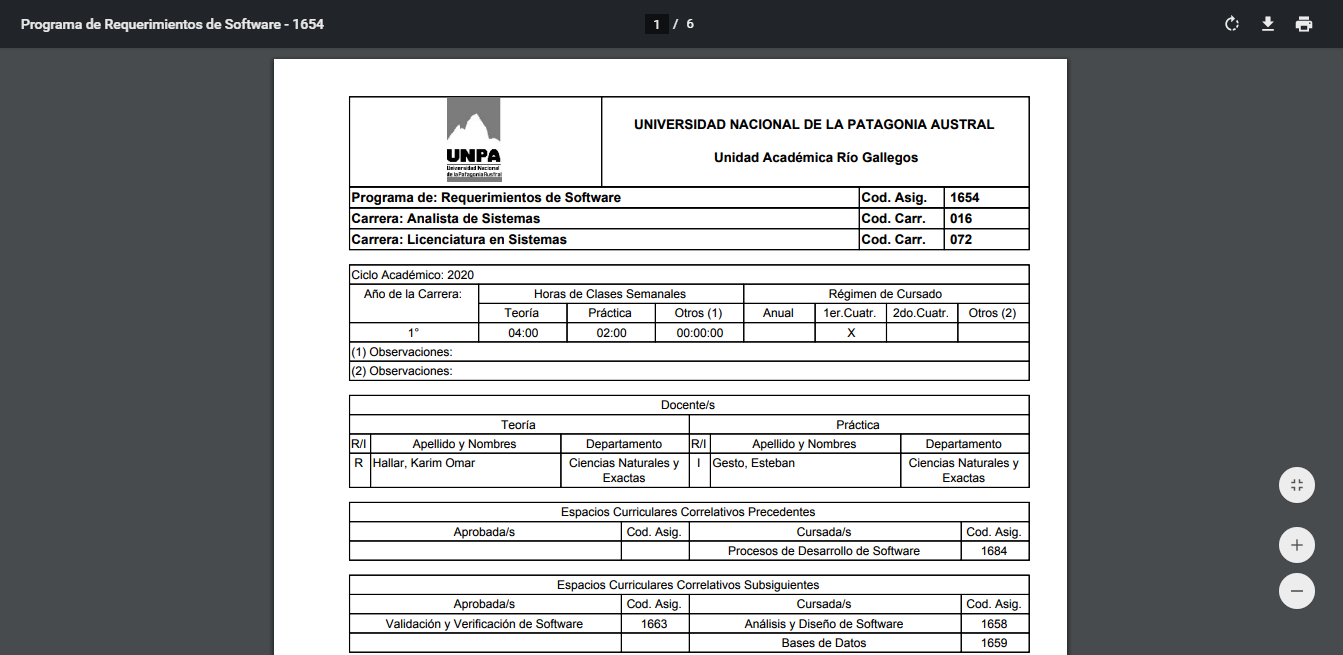 Programa de Requerimientos de Software - 1654
1 / 6
UNPA
Universidad Nacional
de la Patagonia Austral
UNIVERSIDAD NACIONAL DE LA PATAGONIA AUSTRAL
Unidad Académica Río Gallegos
Programa de: Requerimientos de Software Cod. Asig. 1654
Carrera: Analista de Sistemas Cod. Carr. 016
Carrera: Licenciatura en Sistemas Cod. Carr. 072
Ciclo Académico: 2020
Año de la Carrera: Horas de Clases Semanales Régimen de Cursado
Teoría Práctica Otros (1) Anual 1er.Cuatr. 2do.Cuatr. Otros (2)
1° 04:00 02:00 00:00:00 X
(1) Observaciones:
(2) Observaciones:
Docente/s
Teoría Práctica
R/I Apellido y Nombres Departamento R/I Apellido y Nombres Departamento
R Hallar, Karim Omar Ciencias Naturales y I Gesto, Esteban Ciencias Naturales y
Exactas Exactas
Espacios Curriculares Correlativos Precedentes
Aprobada/s Cod. Asig. Cursada/s Cod. Asig.
Procesos de Desarrollo de Software 1684
Espacios Curriculares Correlativos Subsiguientes
Aprobada/s Cod. Asig. Cursada/s Cod. Asig.
Validación y Verificación de Software 1663 Análisis y Diseño de Software 1658
Bases de Datos 1659